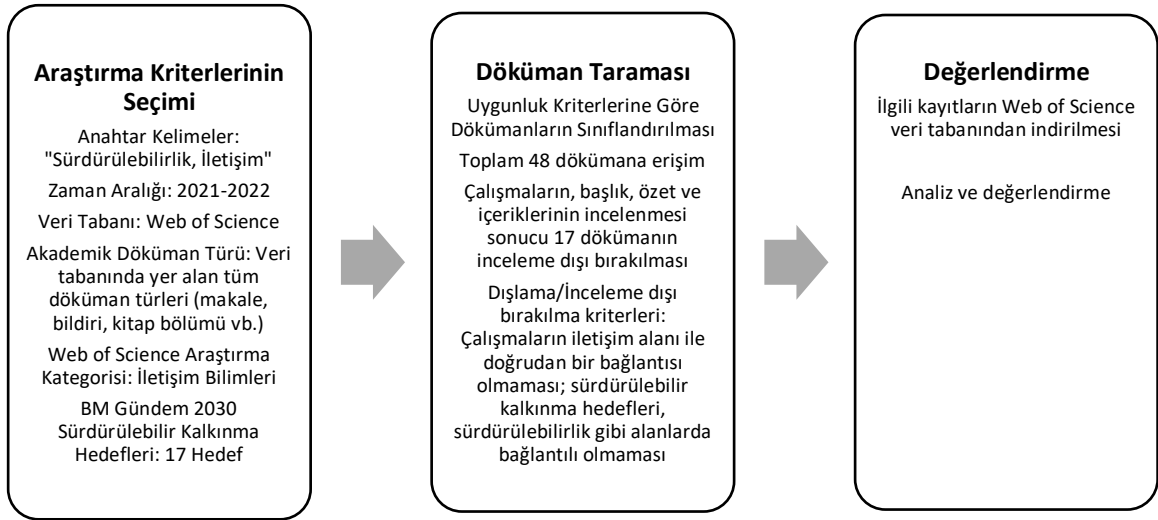 Araştırma Kriterlerinin
Seçimi
Anahtar Kelimeler:
"Sürdürülebilirlik, İletişim"
Zaman Aralığı: 2021-2022
Veri Tabanı: Web of Science
Akademik Döküman Türü: Veri
tabanında yer alan tüm
döküman türleri (makale,
bildiri, kitap bölümü vb.)
Web of Science Araştırma
Kategorisi: İletişim Bilimleri
BM Gündem 2030
Sürdürülebilir Kalkınma
Hedefleri: 17 Hedef
Döküman Taraması
Uygunluk Kriterlerine Göre
Dökümanların Sınıflandırılması
Toplam 48 dökümana erişim
Çalışmaların, başlık, özet ve
içeriklerinin incelenmesi
sonucu 17 dökümanın
inceleme dışı bırakılması
Dışlama/İnceleme dışı
bırakılma kriterleri:
Çalışmaların iletişim alanı ile
doğrudan bir bağlantısı
olmaması; sürdürülebilir
kalkınma hedefleri,
sürdürülebilirlik gibi alanlarda
bağlantılı olmaması
Değerlendirme
İlgili kayıtların Web of Science
veri tabanından indirilmesi
Analiz ve değerlendirme